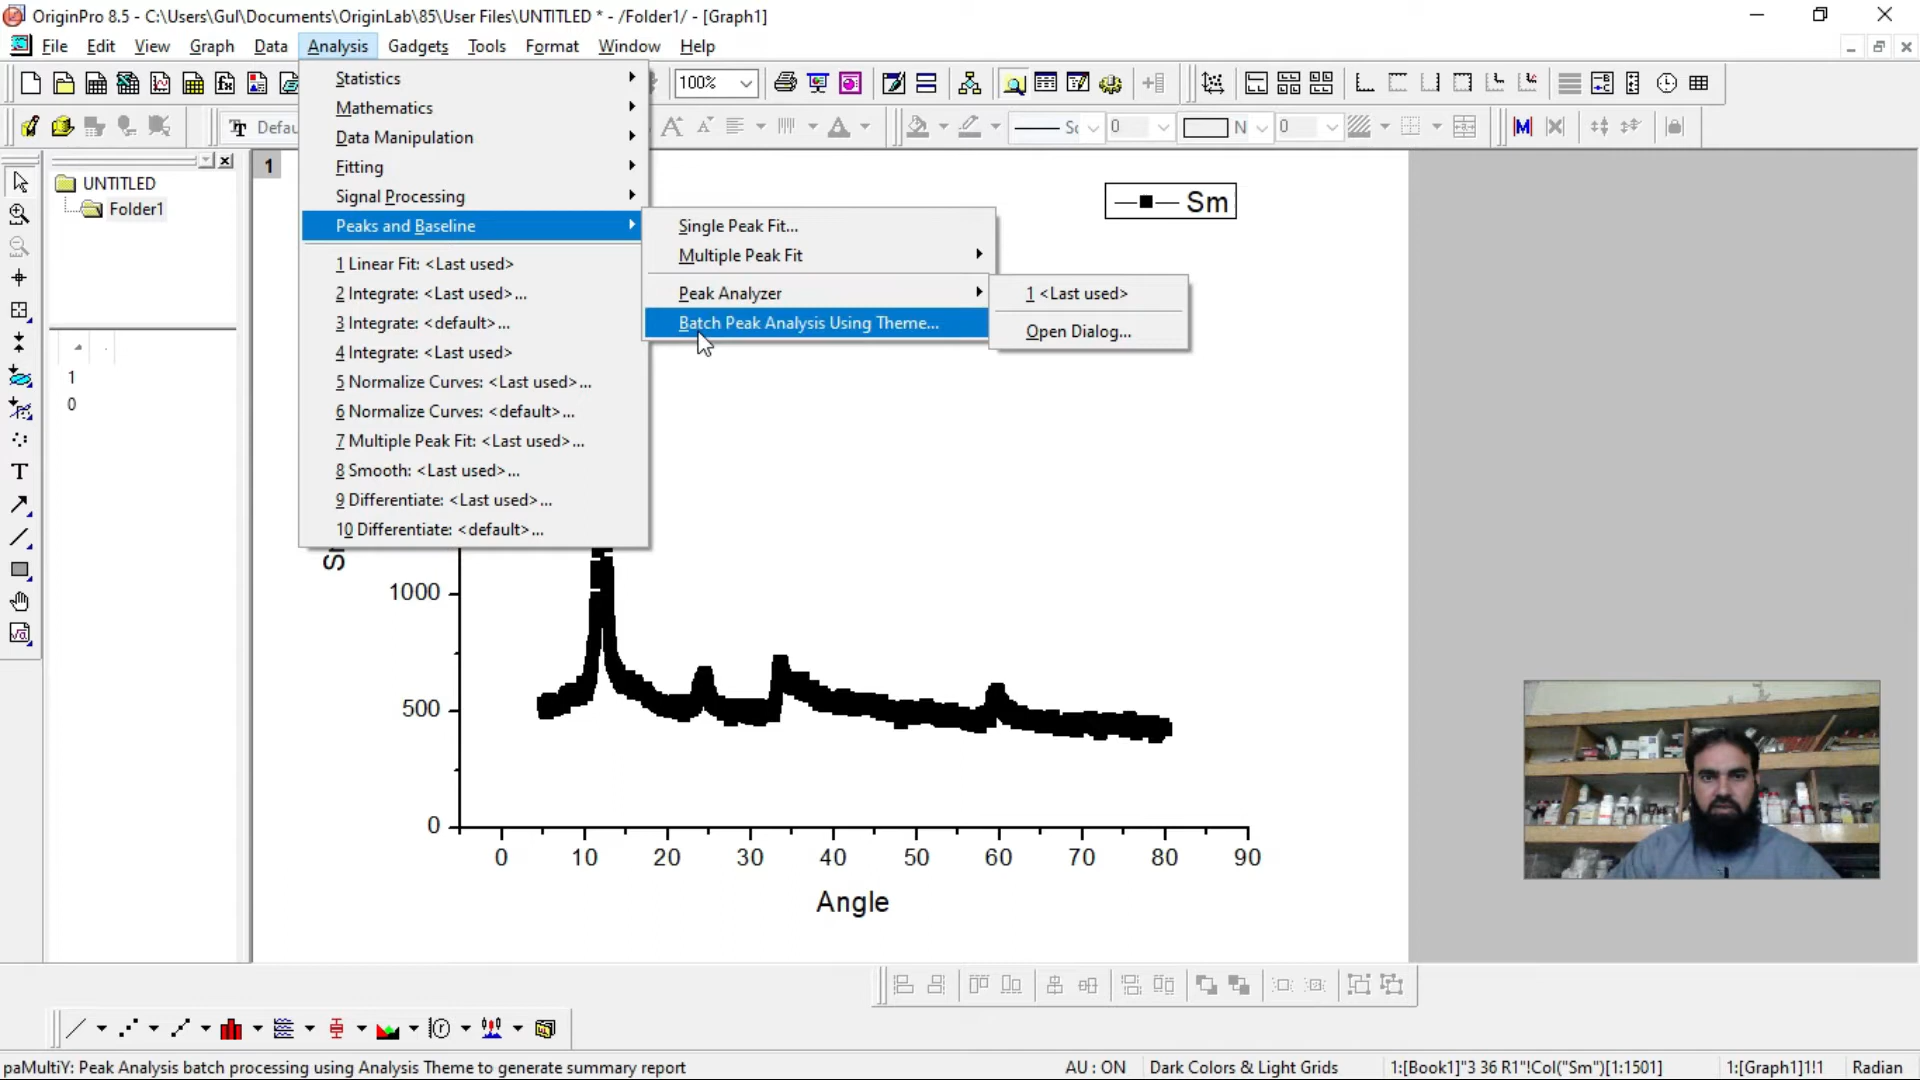 OriginPro 8.5 - C:\Users\Gul\Documents\OriginLab\85\User Files\UNTITLED * - /Folder1/ - [Graph1]
File Edit View Graph Data Analysis Gadgets Tools Format Window Help
100%
Defau
Sc 0 N 0
1
UNTITLED
Folder1
1
0
Statistics
Mathematics
Data Manipulation
Fitting
Signal Processing
Peaks and Baseline
1 Linear Fit: <Last used>
2 Integrate: <Last used>...
3 Integrate: <default>...
4 Integrate: <Last used>
5 Normalize Curves: <Last used>...
6 Normalize Curves: <default>...
7 Multiple Peak Fit: <Last used>...
8 Smooth: <Last used>...
9 Differentiate: <Last used>...
10 Differentiate: <default>...
Single Peak Fit...
Multiple Peak Fit
Peak Analyzer
Batch Peak Analysis Using Theme...
1 <Last used>
Open Dialog...
Sm
1000
500
0
0 10 20 30 40 50 60 70 80 90
Angle
paMultiY: Peak Analysis batch processing using Analysis Theme to generate summary report
AU : ON Dark Colors & Light Grids 1:[Book1]"3 36 R1"!Col("Sm")[1:1501] 1:[Graph1]1!1 Radian